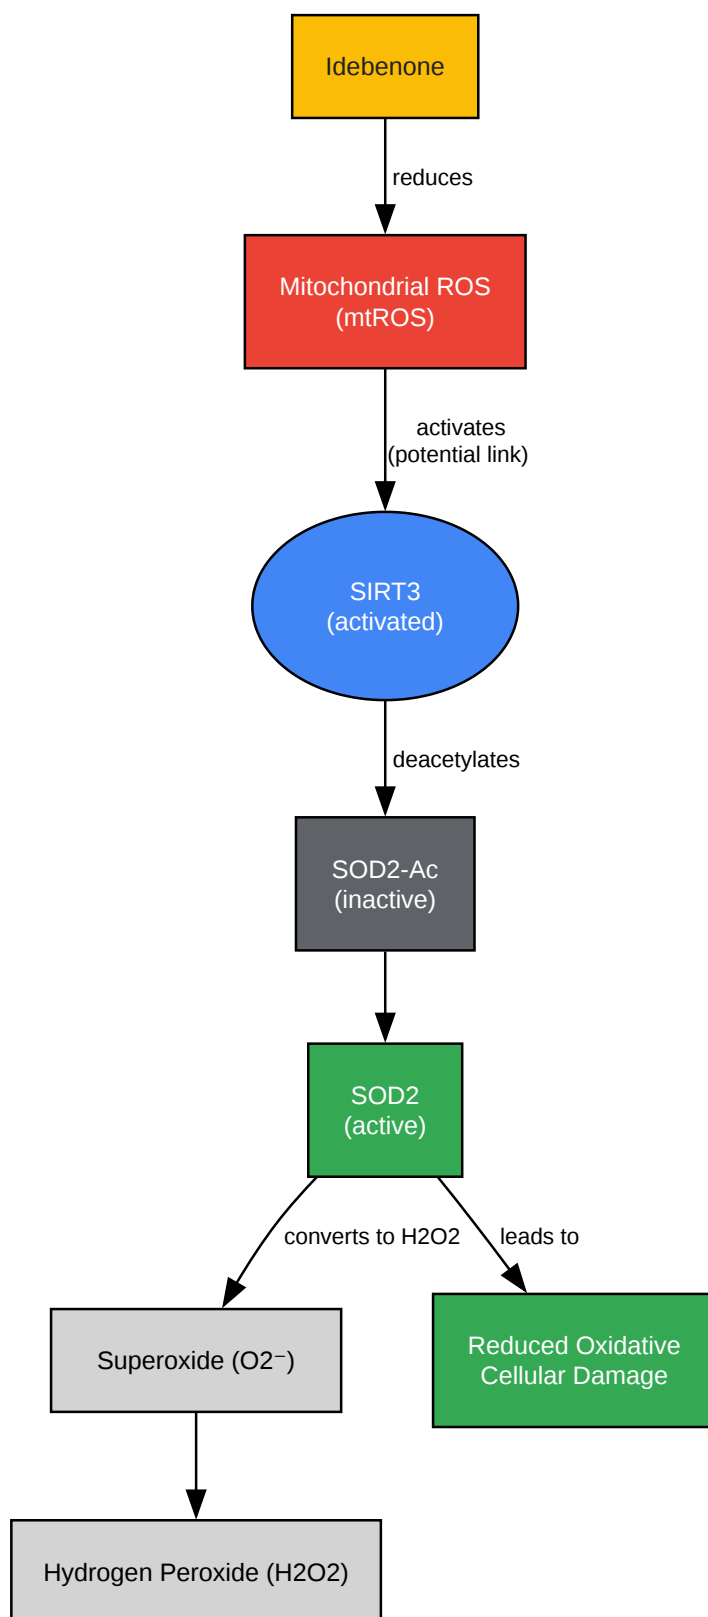 Idebenone
reduces
Mitochondrial ROS
(mtROS)
activates
(potential link)
SIRT3
(activated)
deacetylates
SOD2-Ac
(inactive)
SOD2
(active)
converts to H2O2
leads to
Superoxide (O2⁻)
Reduced Oxidative
Cellular Damage
Hydrogen Peroxide (H2O2)